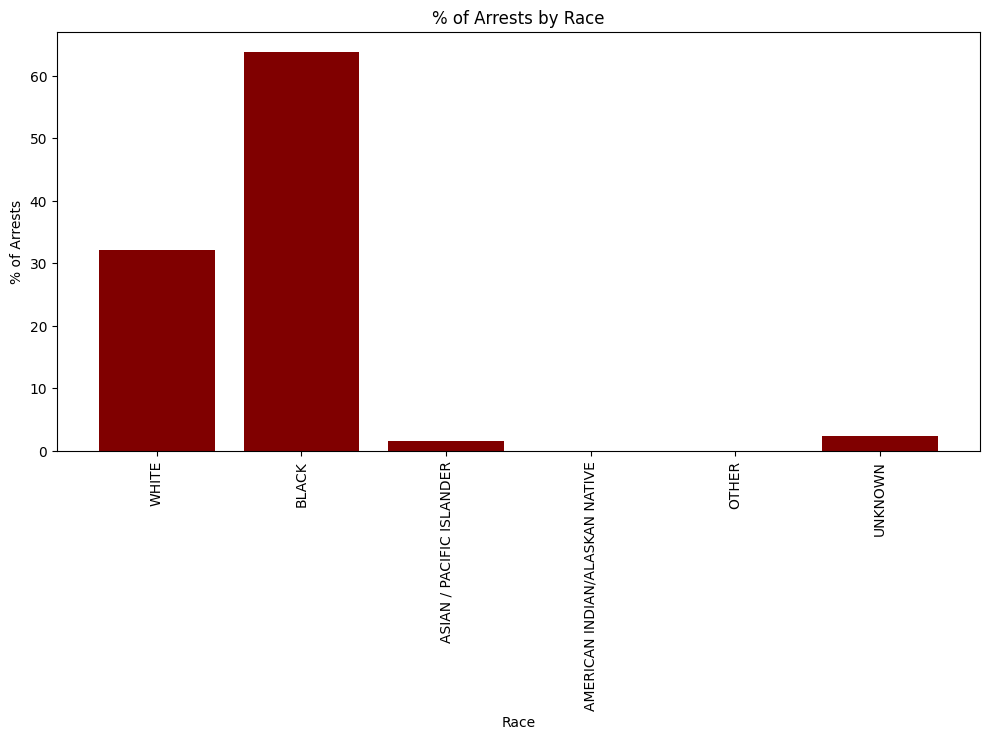 % of Arrests by Race
% of Arrests
60
50
40
30
20
10
0
WHITE
BLACK
ASIAN / PACIFIC ISLANDER
AMERICAN INDIAN/ALASKAN NATIVE
OTHER
UNKNOWN
Race